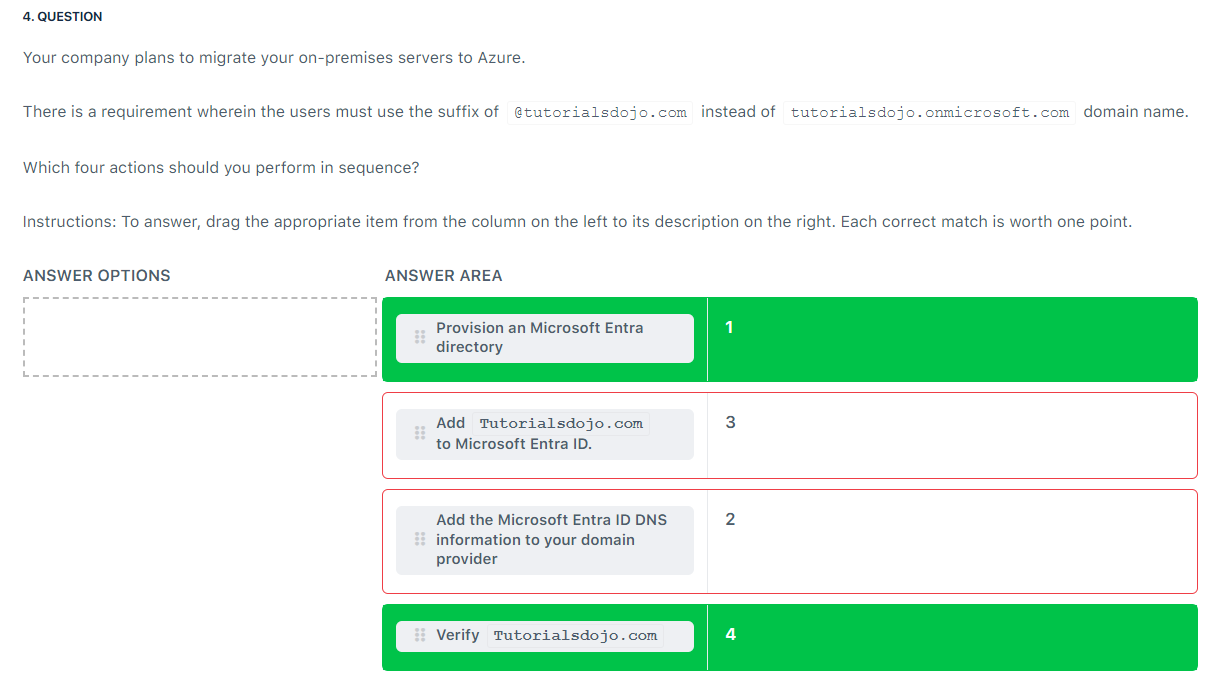 4. QUESTION
Your company plans to migrate your on-premises servers to Azure.
There is a requirement wherein the users must use the suffix of @tutorialsdojo.com instead of tutorialsdojo.onmicrosoft.com domain name.
Which four actions should you perform in sequence?
Instructions: To answer, drag the appropriate item from the column on the left to its description on the right. Each correct match is worth one point.
ANSWER OPTIONS
ANSWER AREA
Provision an Microsoft Entra
directory
1
Add Tutorialsdojo.com
to Microsoft Entra ID.
3
Add the Microsoft Entra ID DNS
information to your domain
provider
2
Verify Tutorialsdojo.com
4